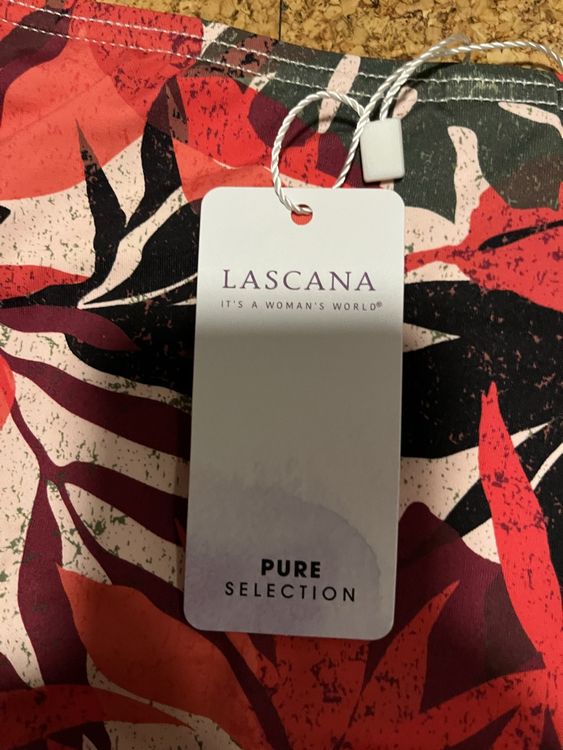 LASCANA
IT'S A WOMAN'S WORLD®
PURE
SELECTION